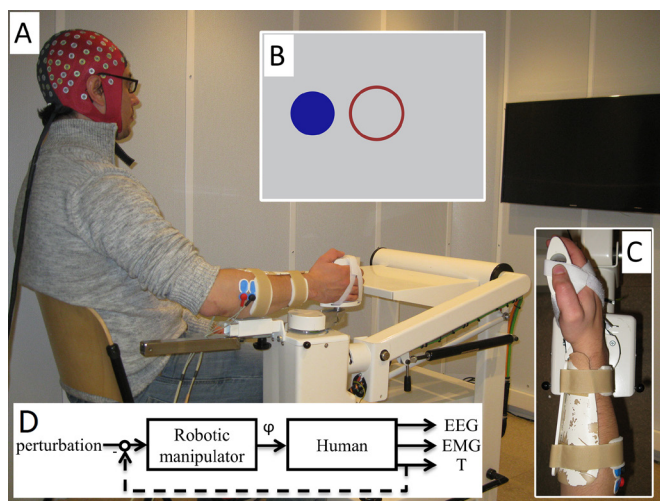 A
B
C
D
perturbation
-
Robotic
manipulator
φ
Human
EEG
EMG
T